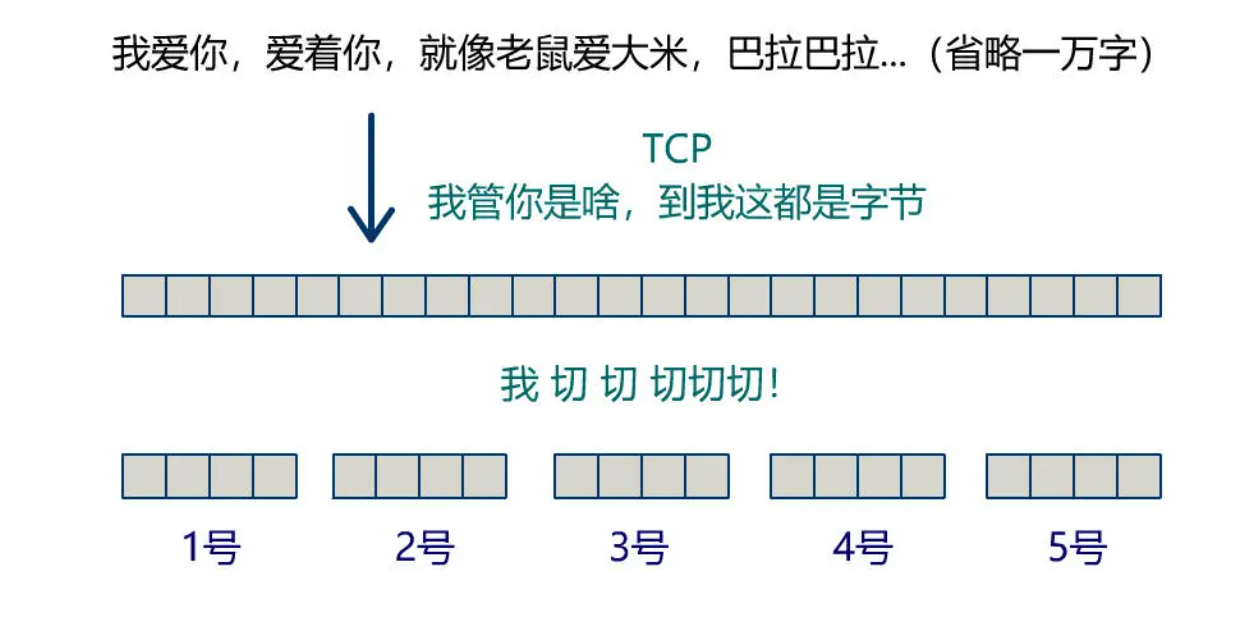 我爱你，爱着你，就像老鼠爱大米，巴拉巴拉...（省略一万字）
TCP
我管你是啥，到我这都是字节
我 切 切 切切切！
1号 2号 3号 4号 5号